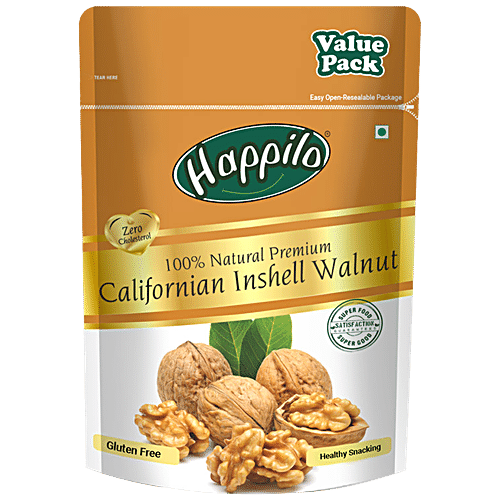 Value
Pack
TEAR HERE
Easy Open-Resealable Package
Happilo®
Zero
Cholesterol
100% Natural Premium
Californian Inshell Walnut
SUPER FOOD
SATISFACTION
GUARANTEED
SUPER GOOD
Gluten Free
Healthy Snacking